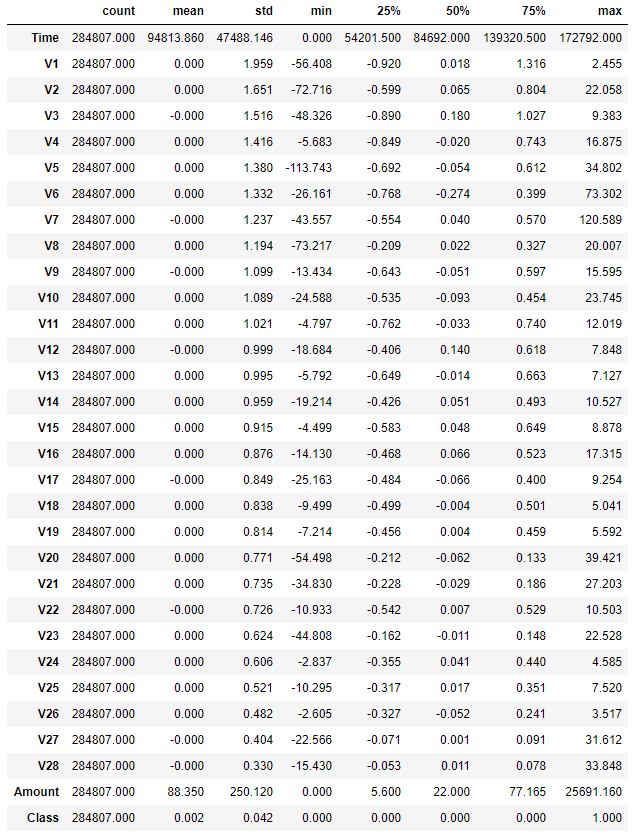 count mean std min 25% 50% 75% max
Time 284807.000 94813.860 47488.146 0.000 54201.500 84692.000 139320.500 172792.000
V1 284807.000 0.000 1.959 -56.408 -0.920 0.018 1.316 2.455
V2 284807.000 0.000 1.651 -72.716 -0.599 0.065 0.804 22.058
V3 284807.000 -0.000 1.516 -48.326 -0.890 0.180 1.027 9.383
V4 284807.000 0.000 1.416 -5.683 -0.849 -0.020 0.743 16.875
V5 284807.000 0.000 1.380 -113.743 -0.692 -0.054 0.612 34.802
V6 284807.000 0.000 1.332 -26.161 -0.768 -0.274 0.399 73.302
V7 284807.000 -0.000 1.237 -43.557 -0.554 0.040 0.570 120.589
V8 284807.000 0.000 1.194 -73.217 -0.209 0.022 0.327 20.007
V9 284807.000 -0.000 1.099 -13.434 -0.643 -0.051 0.597 15.595
V10 284807.000 0.000 1.089 -24.588 -0.535 -0.093 0.454 23.745
V11 284807.000 0.000 1.021 -4.797 -0.762 -0.033 0.740 12.019
V12 284807.000 -0.000 0.999 -18.684 -0.406 0.140 0.618 7.848
V13 284807.000 0.000 0.995 -5.792 -0.649 -0.014 0.663 7.127
V14 284807.000 0.000 0.959 -19.214 -0.426 0.051 0.493 10.527
V15 284807.000 0.000 0.915 -4.499 -0.583 0.048 0.649 8.878
V16 284807.000 0.000 0.876 -14.130 -0.468 0.066 0.523 17.315
V17 284807.000 -0.000 0.849 -25.163 -0.484 -0.066 0.400 9.254
V18 284807.000 0.000 0.838 -9.499 -0.499 -0.004 0.501 5.041
V19 284807.000 0.000 0.814 -7.214 -0.456 0.004 0.459 5.592
V20 284807.000 0.000 0.771 -54.498 -0.212 -0.062 0.133 39.421
V21 284807.000 0.000 0.735 -34.830 -0.228 -0.029 0.186 27.203
V22 284807.000 -0.000 0.726 -10.933 -0.542 0.007 0.529 10.503
V23 284807.000 0.000 0.624 -44.808 -0.162 -0.011 0.148 22.528
V24 284807.000 0.000 0.606 -2.837 -0.355 0.041 0.440 4.585
V25 284807.000 0.000 0.521 -10.295 -0.317 0.017 0.351 7.520
V26 284807.000 0.000 0.482 -2.605 -0.327 -0.052 0.241 3.517
V27 284807.000 -0.000 0.404 -22.566 -0.071 0.001 0.091 31.612
V28 284807.000 -0.000 0.330 -15.430 -0.053 0.011 0.078 33.848
Amount 284807.000 88.350 250.120 0.000 5.600 22.000 77.165 25691.160
Class 284807.000 0.002 0.042 0.000 0.000 0.000 0.000 1.000